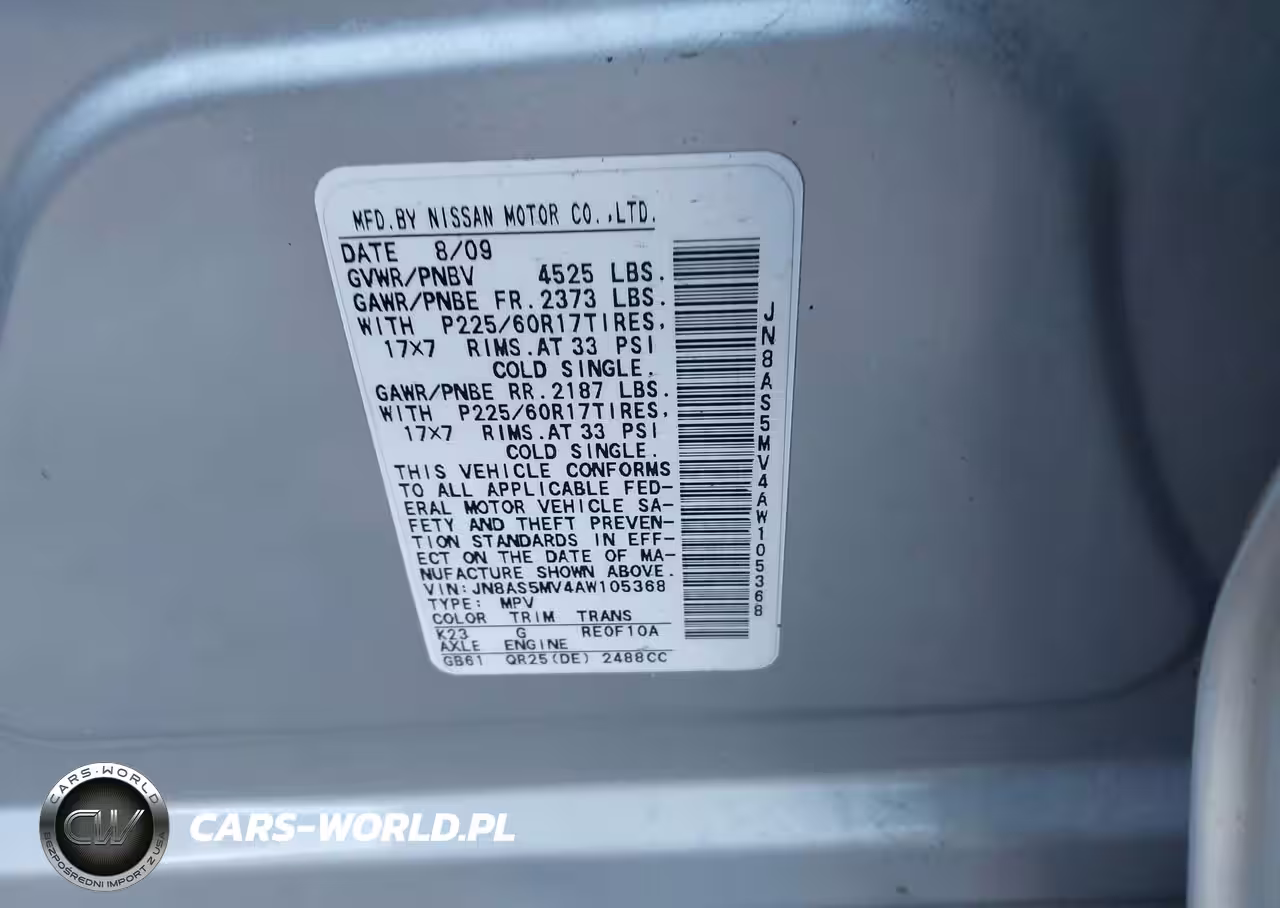 MFD.BY NISSAN MOTOR CO.,LTD.
DATE 8/09
GVWR/PNBV 4525 LBS.
GAWR/PNBE FR.2373 LBS.
WITH P225/60R17TIRES,
17×7 RIMS.AT 33 PSI
COLD SINGLE.
GAWR/PNBE RR.2187 LBS.
WITH P225/60R17TIRES,
17×7 RIMS.AT 33 PSI
COLD SINGLE.
THIS VEHICLE CONFORMS
TO ALL APPLICABLE FED-
ERAL MOTOR VEHICLE SA-
FETY AND THEFT PREVEN-
TION STANDARDS IN EFF-
ECT ON THE DATE OF MA-
NUFACTURE SHOWN ABOVE.
VIN:JN8AS5MV4AW105368
TYPE: MPV
COLOR TRIM TRANS
K23 G RE0F10A
AXLE ENGINE
GB61 QR25(DE) 2488CC
JN8AS5MV4AW105368
CARS-WORLD
CW
BEZPOŚREDNI IMPORT Z USA
CARS-WORLD.PL